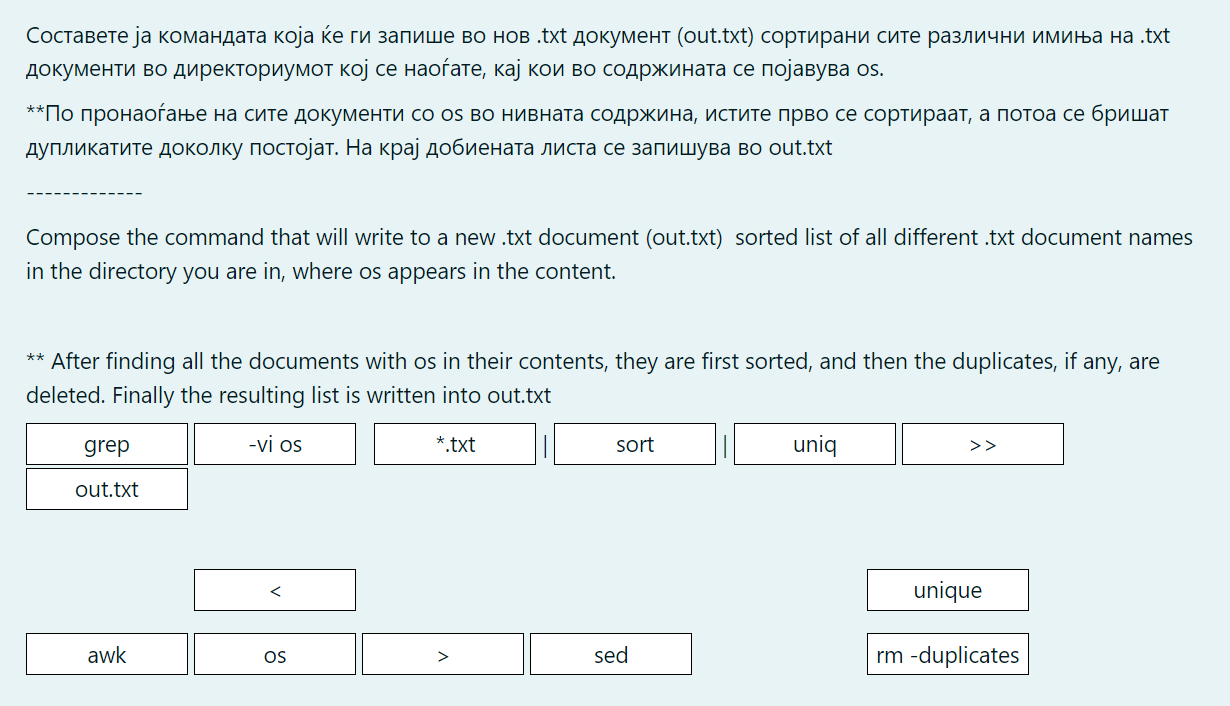 Составете ја командата која ќе ги запише во нов .txt документ (out.txt) сортирани сите различни имиња на .txt
документи во директориумот кој се наоѓате, кај кои во содржината се појавува os.
**По пронаоѓање на сите документи со os во нивната содржина, истите прво се сортираат, а потоа се бришат
дупликатите доколку постојат. На крај добиената листа се запишува во out.txt
-------------
Compose the command that will write to a new .txt document (out.txt)  sorted list of all different .txt document names
in the directory you are in, where os appears in the content.
** After finding all the documents with os in their contents, they are first sorted, and then the duplicates, if any, are
deleted. Finally the resulting list is written into out.txt
grep -vi os *.txt | sort | uniq >>
out.txt
< unique
awk os > sed rm -duplicates